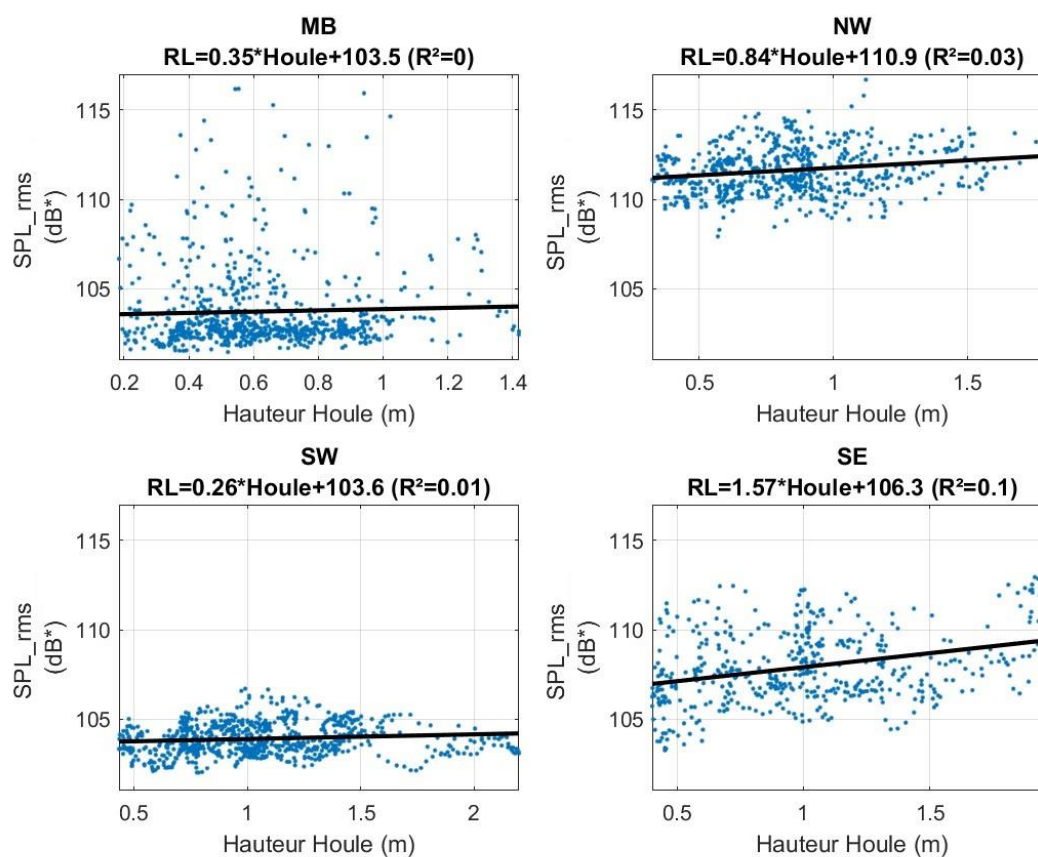 MB
RL=0.35*Houle+103.5 (R²=0)
115
110
105
SPL_rms
(dB*)
0.2 0.4 0.6 0.8 1 1.2 1.4
Hauteur Houle (m)
NW
RL=0.84*Houle+110.9 (R²=0.03)
115
110
105
SPL_rms
(dB*)
0.5 1 1.5
Hauteur Houle (m)
SW
RL=0.26*Houle+103.6 (R²=0.01)
115
110
105
SPL_rms
(dB*)
0.5 1 1.5 2
Hauteur Houle (m)
SE
RL=1.57*Houle+106.3 (R²=0.1)
115
110
105
SPL_rms
(dB*)
0.5 1 1.5
Hauteur Houle (m)